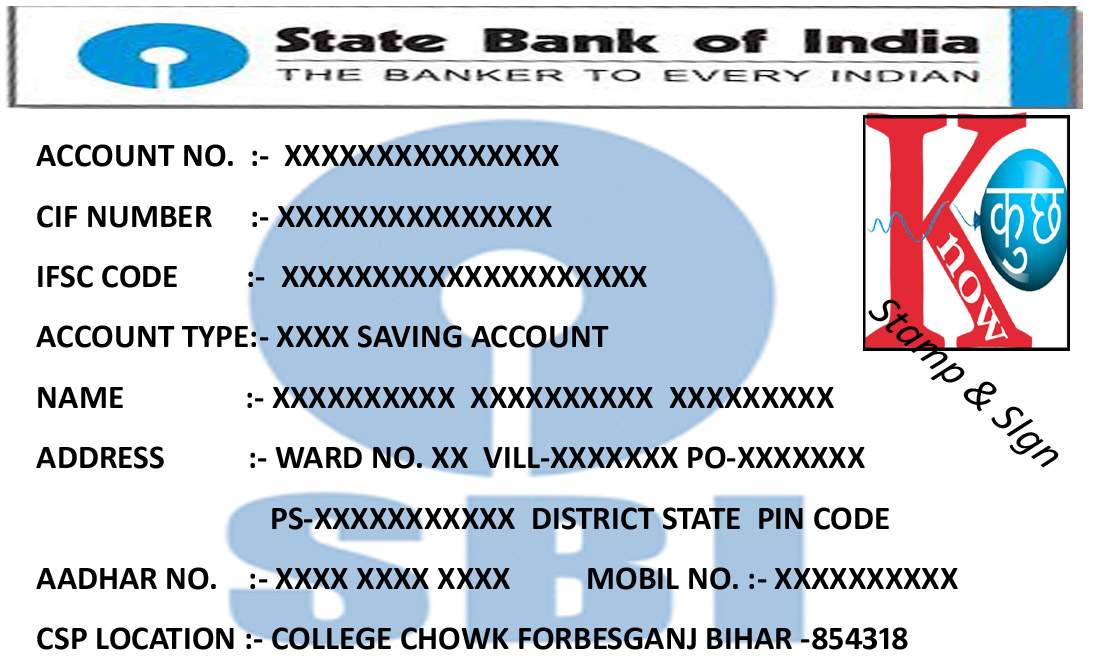 State Bank of India
THE BANKER TO EVERY INDIAN
ACCOUNT NO. :- XXXXXXXXXXXXXXX
CIF NUMBER :- XXXXXXXXXXXXXXX
IFSC CODE :- XXXXXXXXXXXXXXXXXXXX
ACCOUNT TYPE:- XXXX SAVING ACCOUNT
NAME :- XXXXXXXXXX XXXXXXXXXX XXXXXXXXX
ADDRESS :- WARD NO. XX VILL-XXXXXXX PO-XXXXXXX
PS-XXXXXXXXXXX DISTRICT STATE PIN CODE
AADHAR NO. :- XXXX XXXX XXXX MOBIL NO. :- XXXXXXXXXX
CSP LOCATION :- COLLEGE CHOWK FORBESGANJ BIHAR -854318
Know
कुछ
Stamp & SIgn
SBI